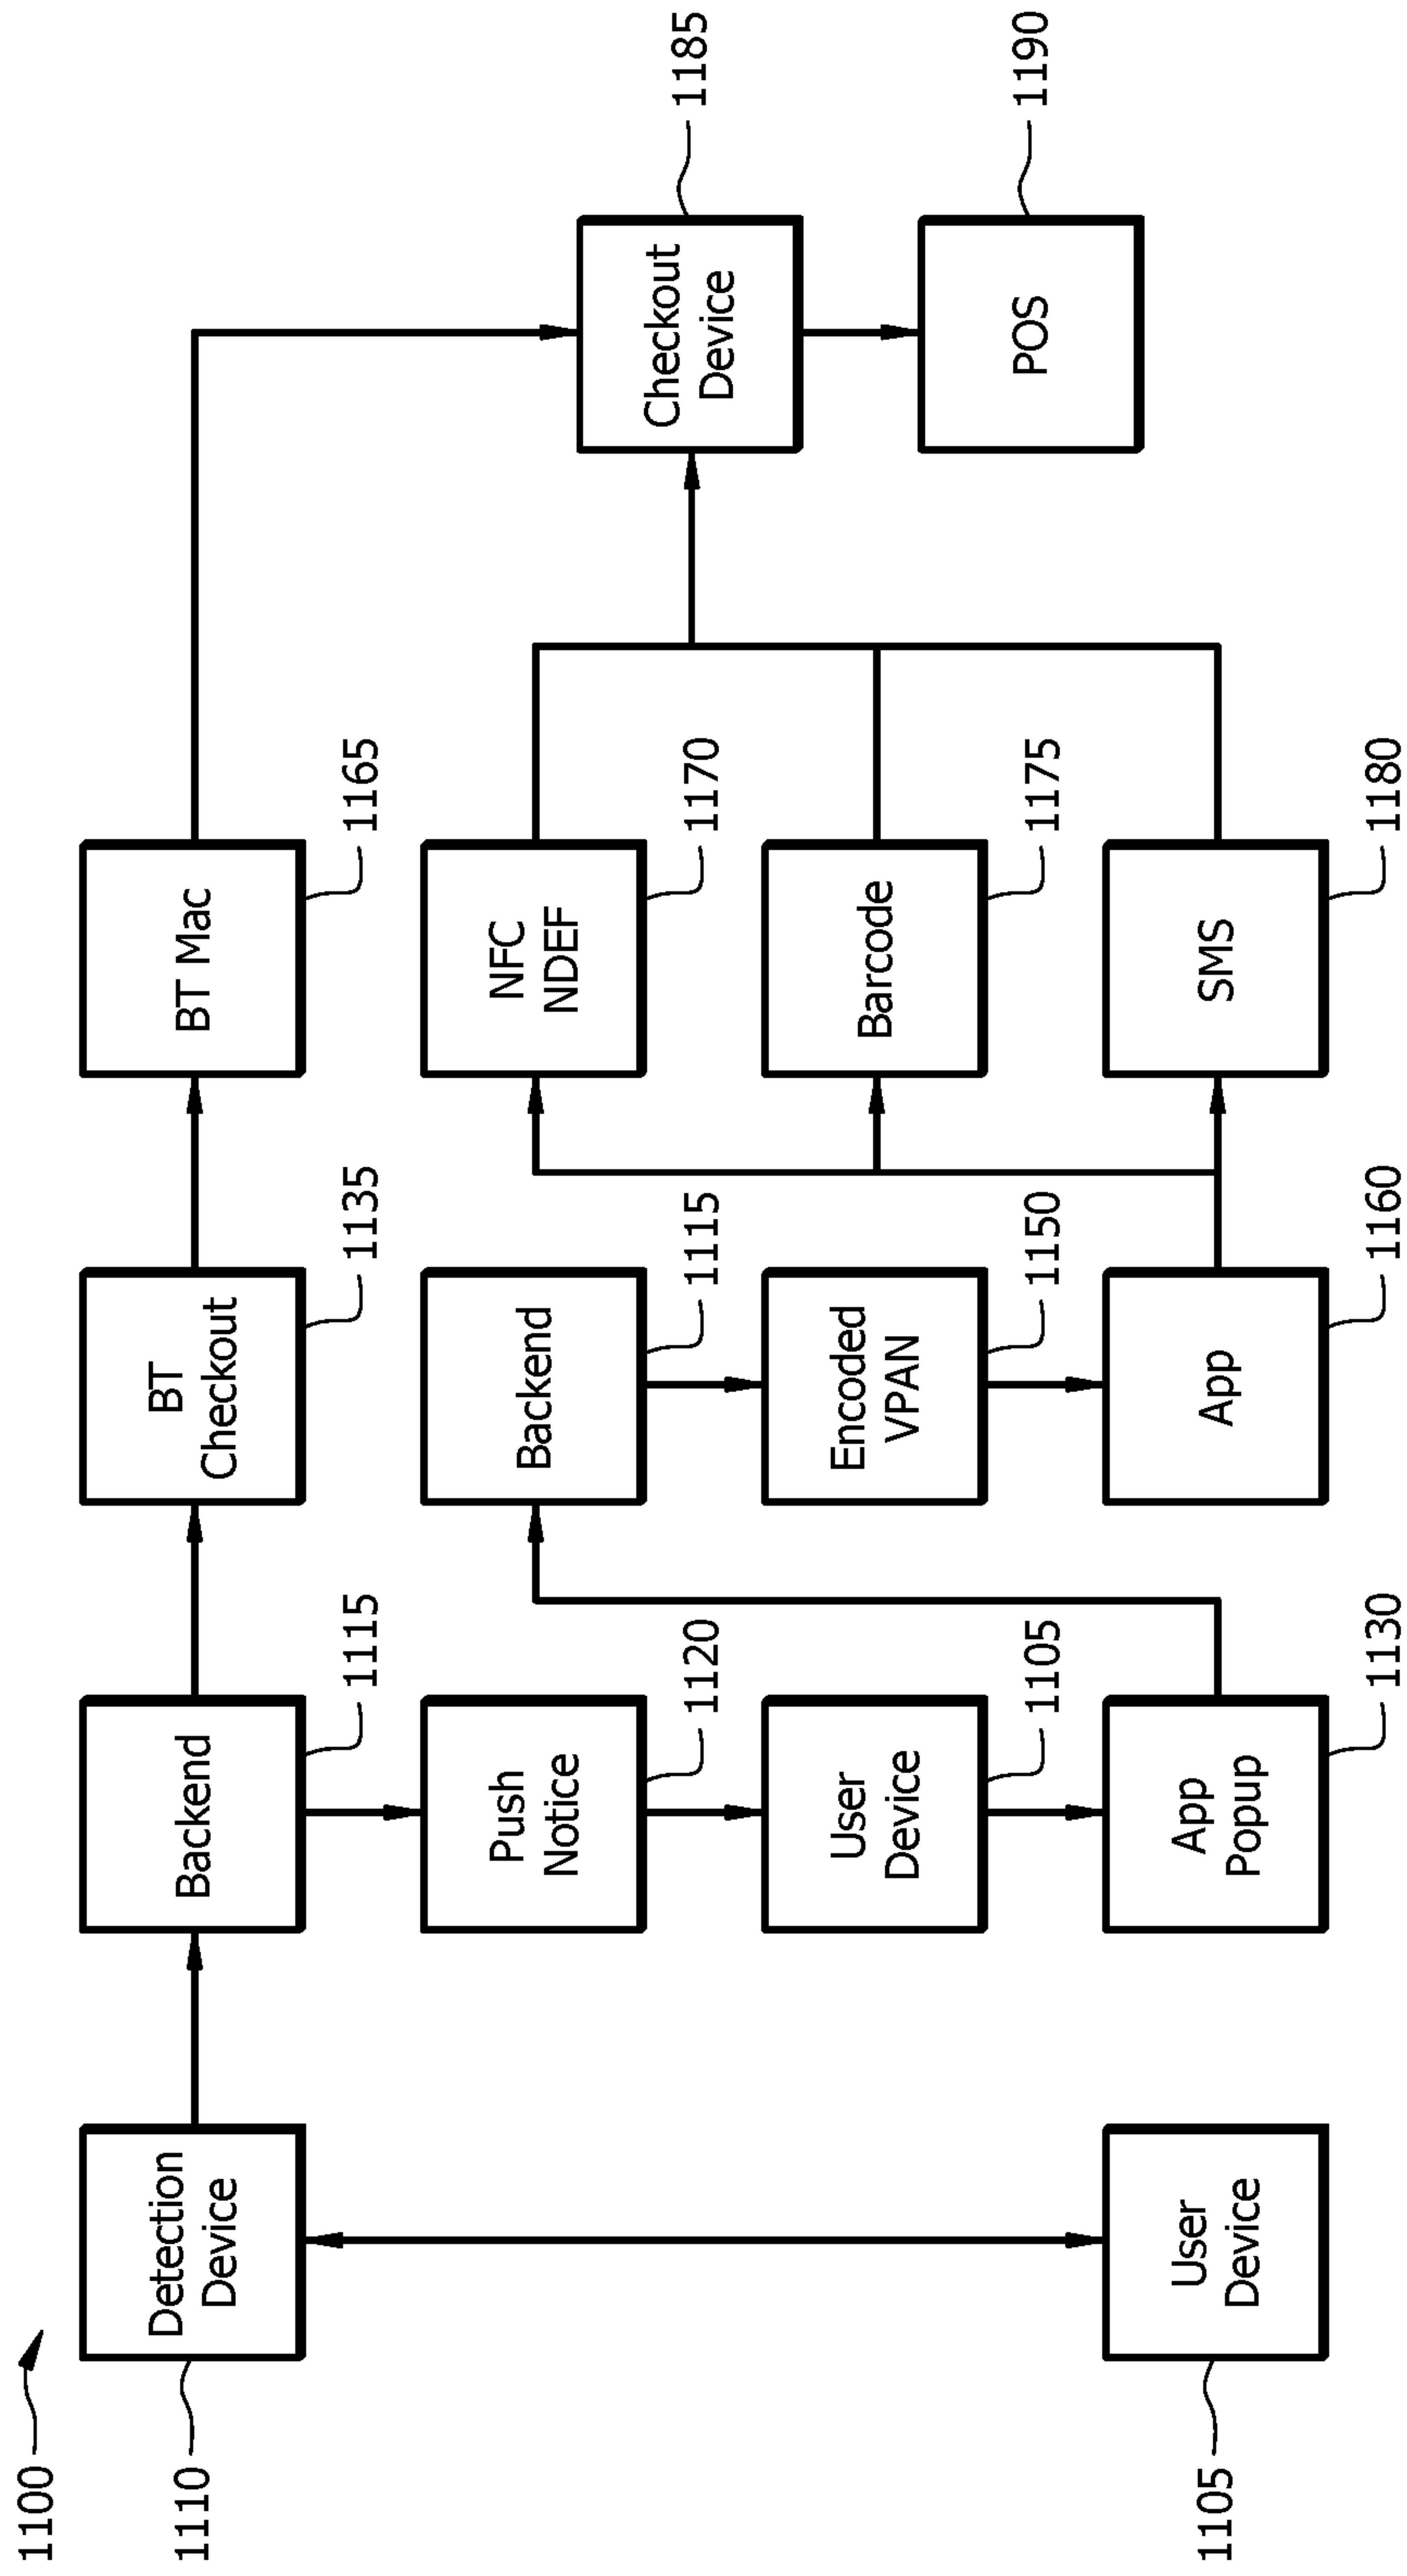 1100
1110
Detection
Device
Backend
1115
BT
Checkout
1135
BT Mac
1165
Push
Notice
1120
Backend
1115
NFC
NDEF
1170
Checkout
Device
1185
User
Device
1105
Encoded
VPAN
1150
Barcode
1175
POS
1190
1105
User
Device
App
Popup
1130
App
1160
SMS
1180